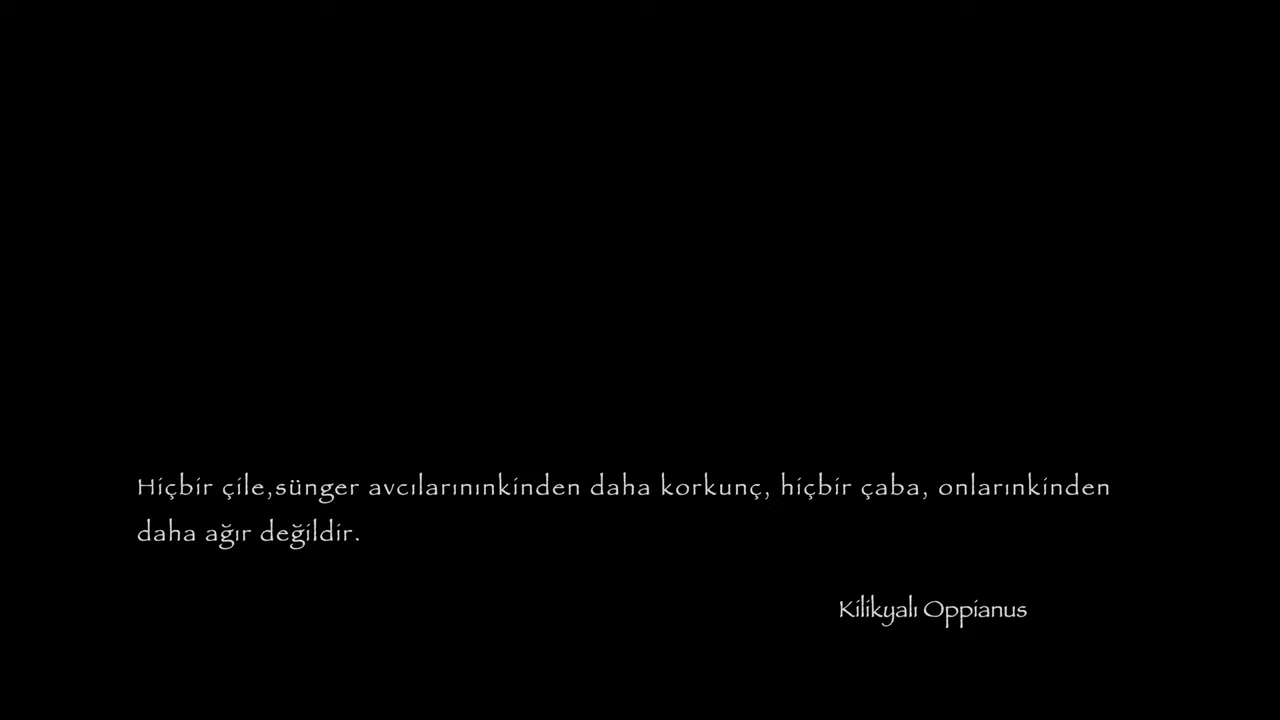 Hiçbir çile,sünger avcılarınınkinden daha korkunç, hiçbir çaba, onlarınkinden
daha ağır değildir.
Kilikyalı Oppianus